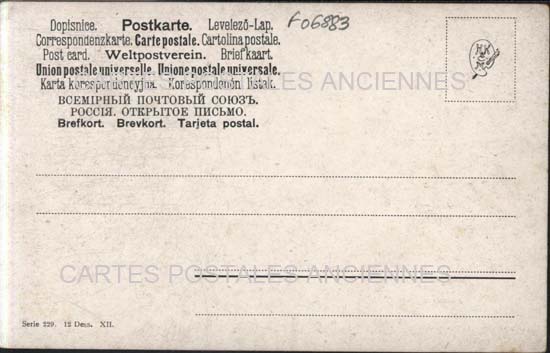 Dopisnice. Postkarte. Levelező-Lap.
Correspondenzkarte. Carte postale. Cartolina postale.
Post card. Weltpostverein. Briefkaart.
Union postale universelle. Unione postale universale.
Karta korespondencyjna. Korespondenční lístek.
ВСЕМІРНЫЙ ПОЧТОВЫЙ СОЮЗЪ.
РОССІЯ. ОТКРЫТОЕ ПИСЬМО.
Brefkort. Brevkort. Tarjeta postal.
F06883
CARTES POSTALES ANCIENNES
CARTES POSTALES ANCIENNES
Serie 229. 12 Dess. XII.